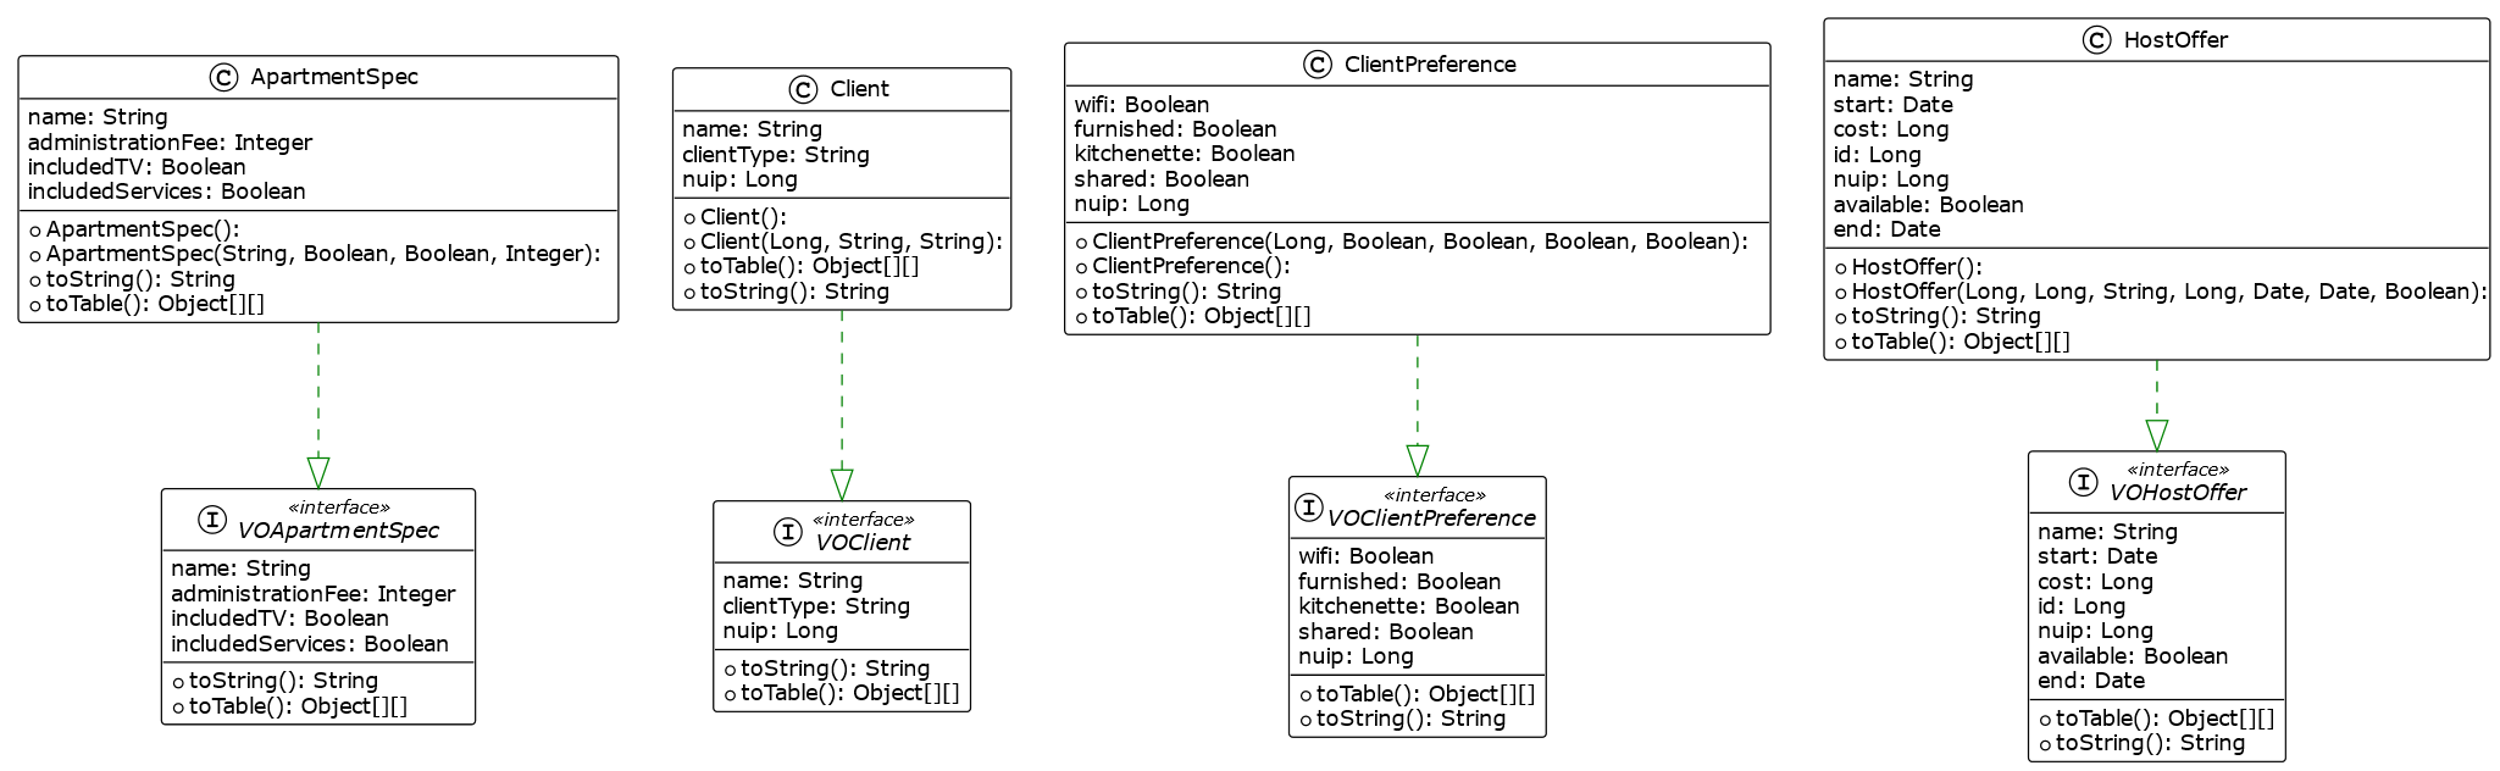 C ApartmentSpec
name: String
administrationFee: Integer
includedTV: Boolean
includedServices: Boolean
ApartmentSpec():
ApartmentSpec(String, Boolean, Boolean, Integer):
toString(): String
toTable(): Object[][]
C Client
name: String
clientType: String
nuip: Long
Client():
Client(Long, String, String):
toTable(): Object[][]
toString(): String
C ClientPreference
wifi: Boolean
furnished: Boolean
kitchenette: Boolean
shared: Boolean
nuip: Long
ClientPreference(Long, Boolean, Boolean, Boolean, Boolean):
ClientPreference():
toString(): String
toTable(): Object[][]
C HostOffer
name: String
start: Date
cost: Long
id: Long
nuip: Long
available: Boolean
end: Date
HostOffer():
HostOffer(Long, Long, String, Long, Date, Date, Boolean):
toString(): String
toTable(): Object[][]
«interface»
I VOApartmentSpec
name: String
administrationFee: Integer
includedTV: Boolean
includedServices: Boolean
toString(): String
toTable(): Object[][]
«interface»
I VOClient
name: String
clientType: String
nuip: Long
toString(): String
toTable(): Object[][]
«interface»
I VOClientPreference
wifi: Boolean
furnished: Boolean
kitchenette: Boolean
shared: Boolean
nuip: Long
toTable(): Object[][]
toString(): String
«interface»
I VOHostOffer
name: String
start: Date
cost: Long
id: Long
nuip: Long
available: Boolean
end: Date
toTable(): Object[][]
toString(): String